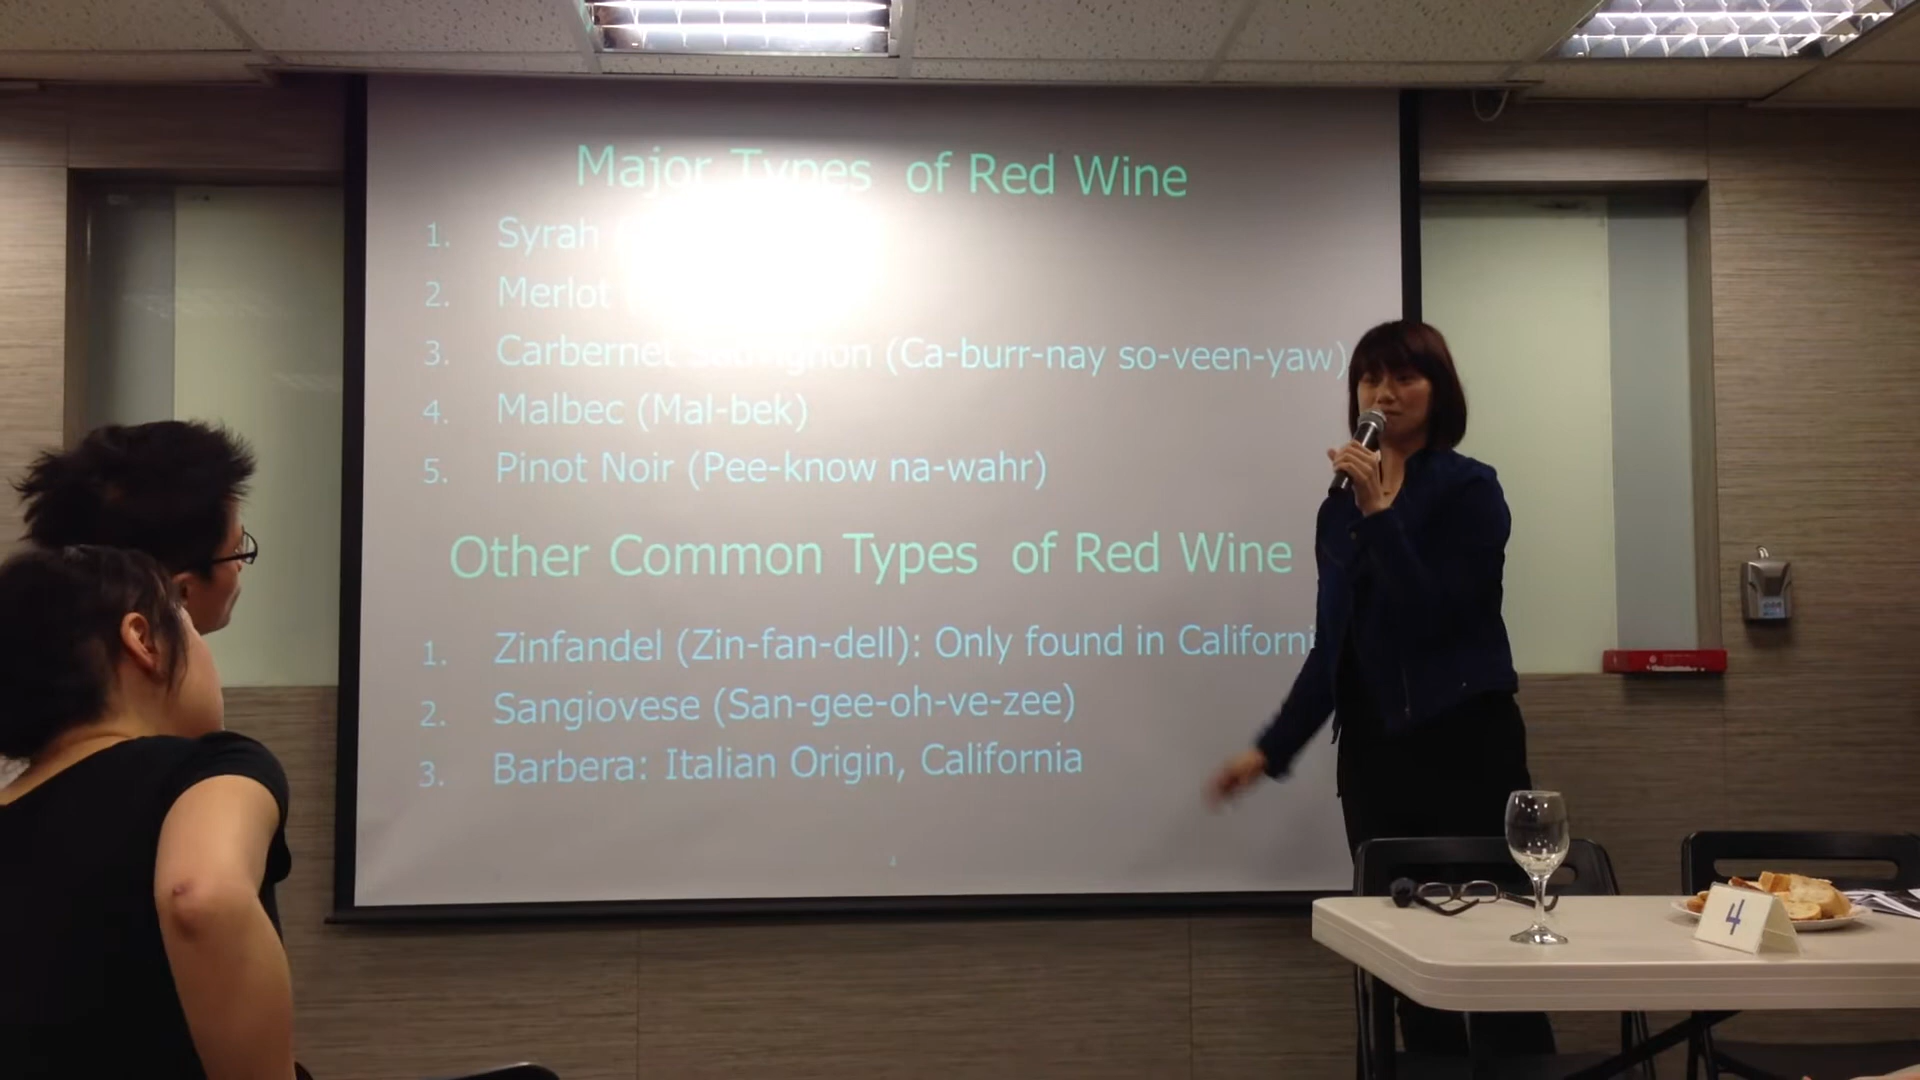 Major Types of Red Wine
1. Syrah
2. Merlot
3. Carbernet Sauvignon (Ca-burr-nay so-veen-yaw)
4. Malbec (Mal-bek)
5. Pinot Noir (Pee-know na-wahr)
Other Common Types of Red Wine
1. Zinfandel (Zin-fan-dell): Only found in Californi
2. Sangiovese (San-gee-oh-ve-zee)
3. Barbera: Italian Origin, California
4